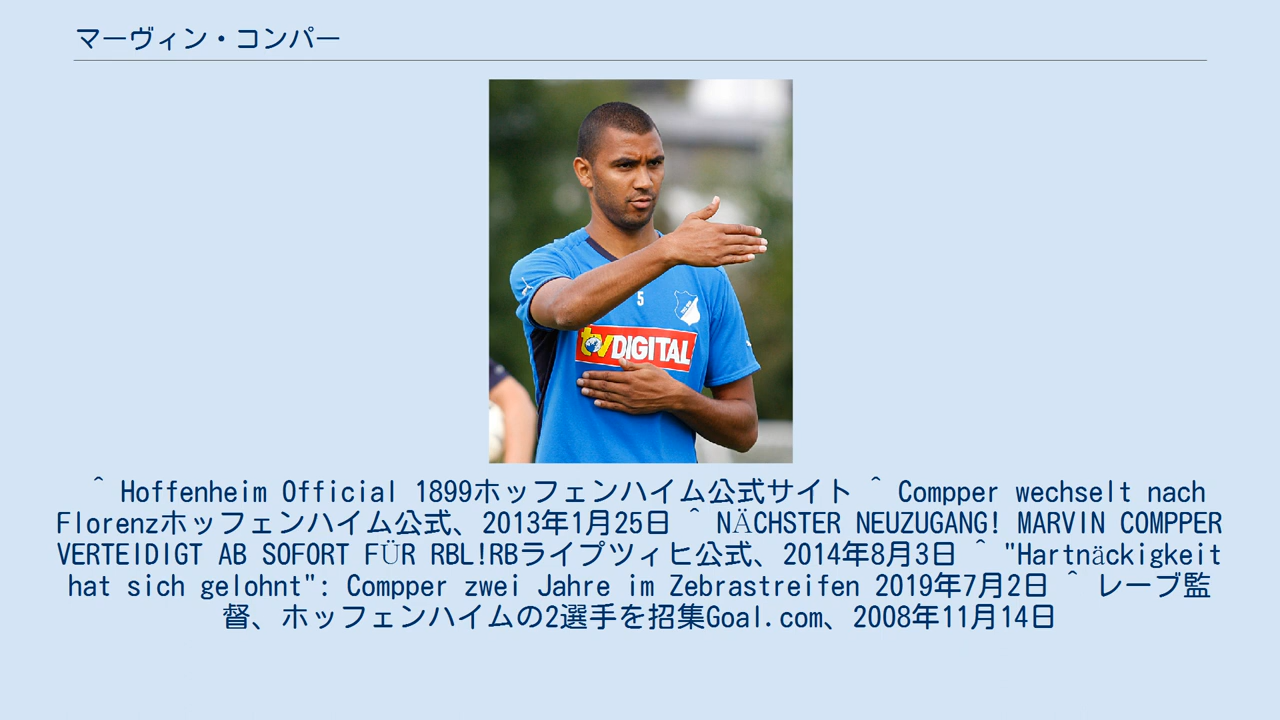 マーヴィン・コンパー
5
tvDIGITAL
^ Hoffenheim Official 1899ホッフェンハイム公式サイト ^ Compper wechselt nach
Florenzホッフェンハイム公式、2013年1月25日 ^ NÄCHSTER NEUZUGANG! MARVIN COMPPER
VERTEIDIGT AB SOFORT FÜR RBL!RBライプツィヒ公式、2014年8月3日 ^ "Hartnäckigkeit
hat sich gelohnt": Compper zwei Jahre im Zebrastreifen 2019年7月2日 ^ レーブ監
督、ホッフェンハイムの2選手を招集Goal.com、2008年11月14日